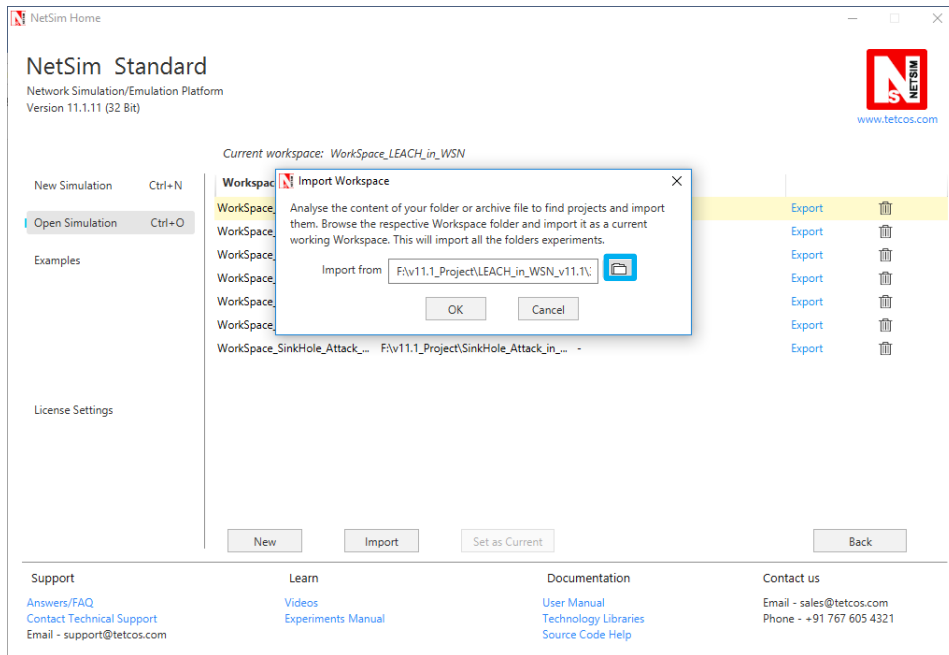 NetSim Home
NetSim Standard
Network Simulation/Emulation Platform
Version 11.1.11 (32 Bit)
NS NETSIM
www.tetcos.com
Current workspace: WorkSpace_LEACH_in_WSN
New Simulation Ctrl+N
Open Simulation Ctrl+O
Examples
License Settings
Workspac
WorkSpace_ Export
WorkSpace_ Export
WorkSpace_ Export
WorkSpace_ Export
WorkSpace_ Export
WorkSpace_ Export
WorkSpace_SinkHole_Attack_... F:\v11.1_Project\SinkHole_Attack_in_... - Export
Import Workspace
Analyse the content of your folder or archive file to find projects and import
them. Browse the respective Workspace folder and import it as a current
working Workspace. This will import all the folders experiments.
Import from F:\v11.1_Project\LEACH_in_WSN_v11.1\
OK Cancel
New Import Set as Current Back
Support
Answers/FAQ
Contact Technical Support
Email - support@tetcos.com
Learn
Videos
Experiments Manual
Documentation
User Manual
Technology Libraries
Source Code Help
Contact us
Email - sales@tetcos.com
Phone - +91 767 605 4321